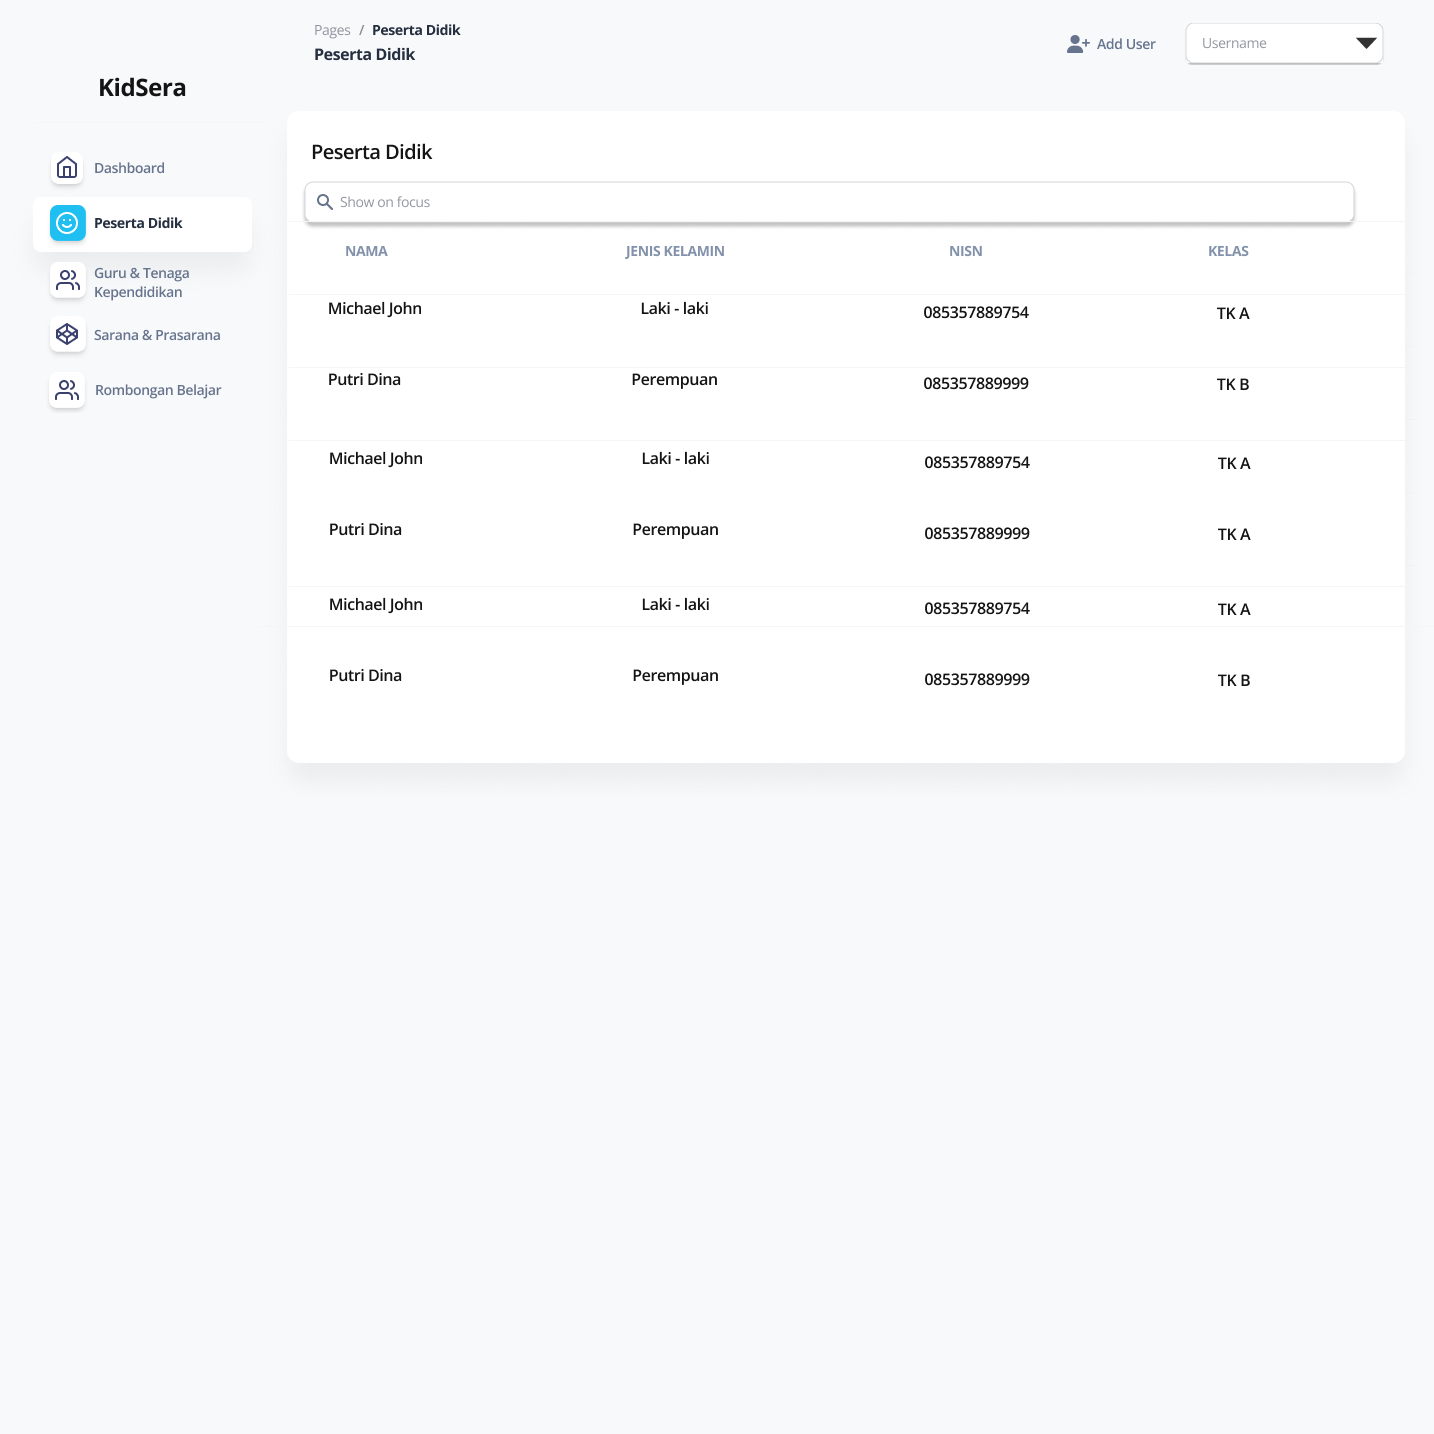 Pages / Peserta Didik
Peserta Didik
Add User
Username
KidSera
Dashboard
Peserta Didik
Guru & Tenaga
Kependidikan
Sarana & Prasarana
Rombongan Belajar
Peserta Didik
Show on focus
NAMA JENIS KELAMIN NISN KELAS
Michael John Laki - laki 085357889754 TK A
Putri Dina Perempuan 085357889999 TK B
Michael John Laki - laki 085357889754 TK A
Putri Dina Perempuan 085357889999 TK A
Michael John Laki - laki 085357889754 TK A
Putri Dina Perempuan 085357889999 TK B